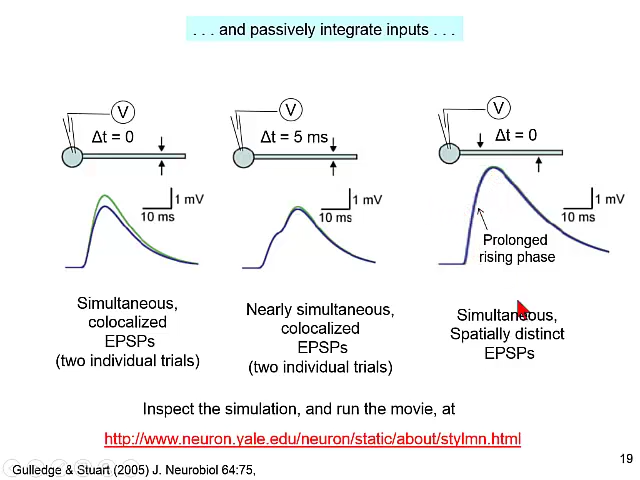 . . . and passively integrate inputs . . .
V
Δt = 0
1 mV
10 ms
Simultaneous,
colocalized
EPSPs
(two individual trials)
V
Δt = 5 ms
1 mV
10 ms
Nearly simultaneous,
colocalized
EPSPs
(two individual trials)
V
Δt = 0
1 mV
10 ms
Prolonged
rising phase
Simultaneous,
Spatially distinct
EPSPs
Inspect the simulation, and run the movie, at
http://www.neuron.yale.edu/neuron/static/about/stylmn.html
19
Gulledge & Stuart (2005) J. Neurobiol 64:75,